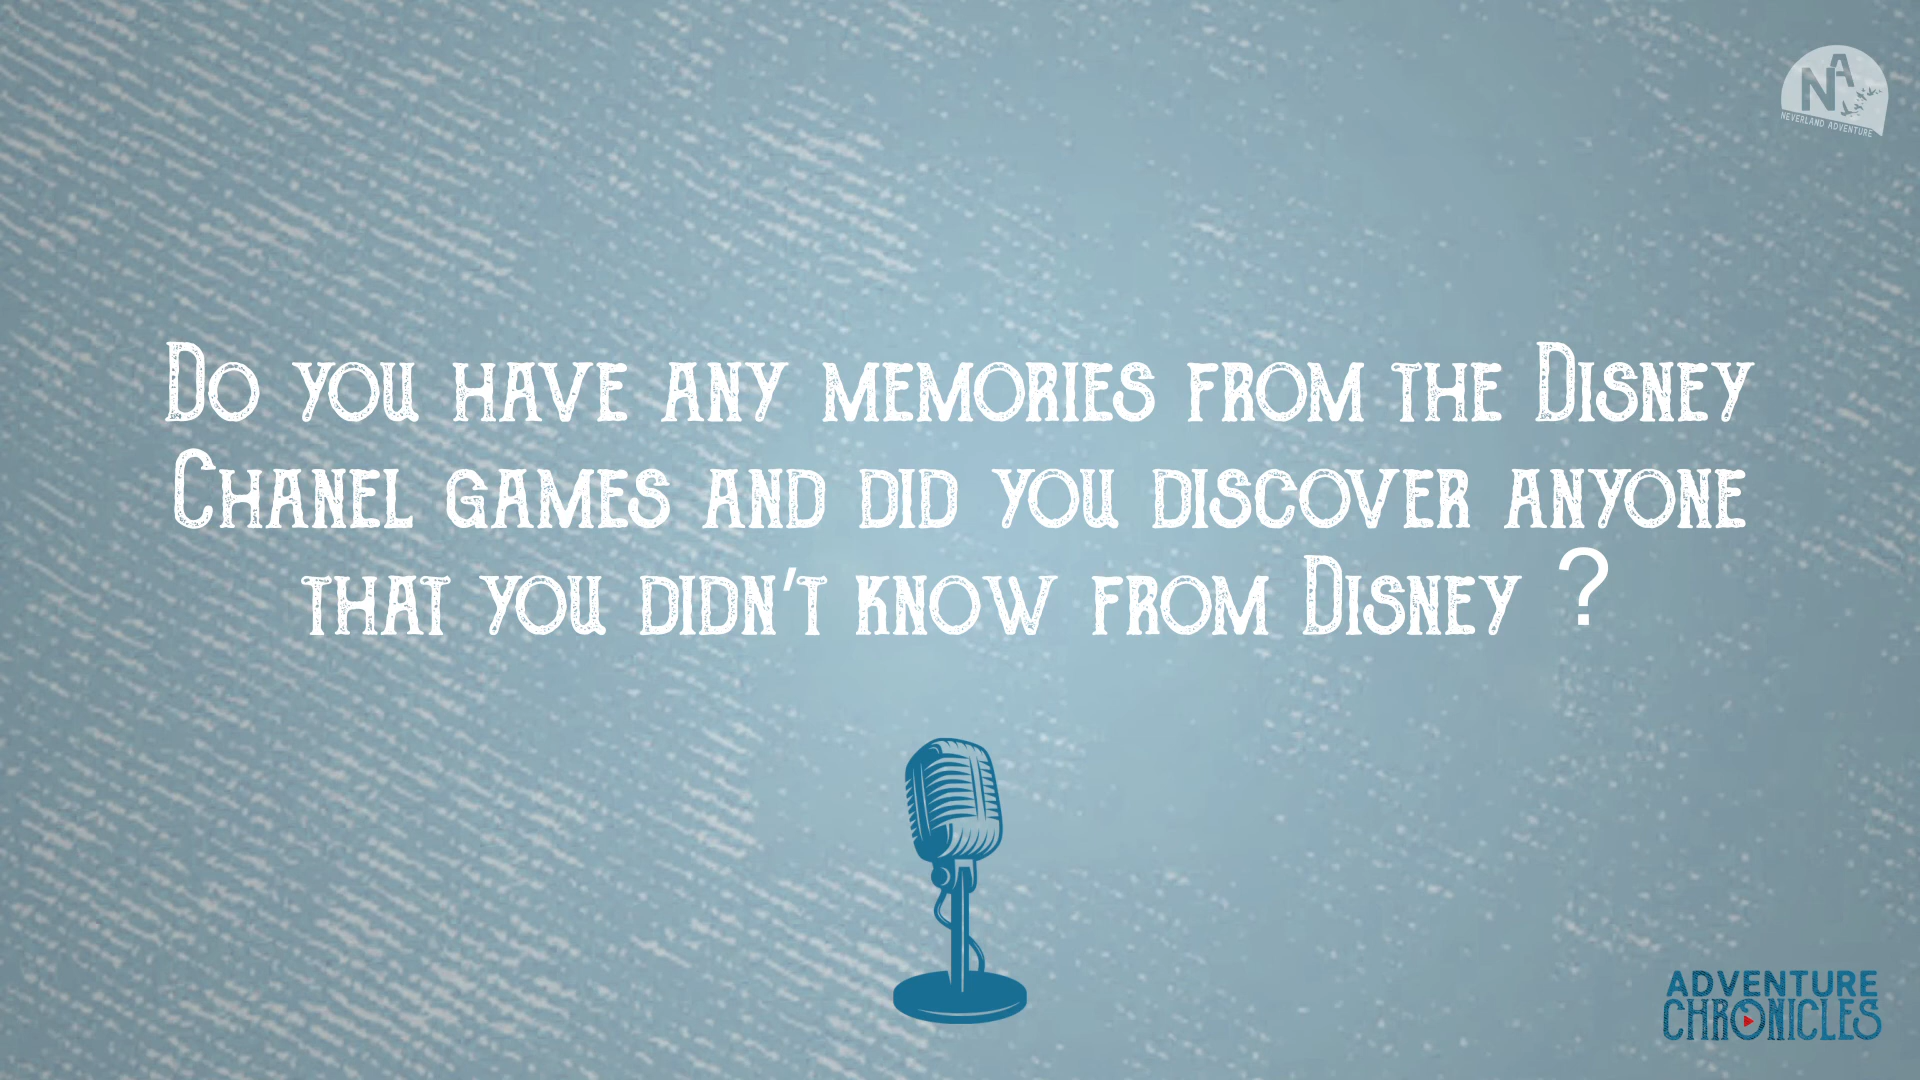 NA
NEVERLAND ADVENTURE
Do you have any memories from the Disney
Chanel games and did you discover anyone
that you didn't know from Disney ?
ADVENTURE
CHRONICLES